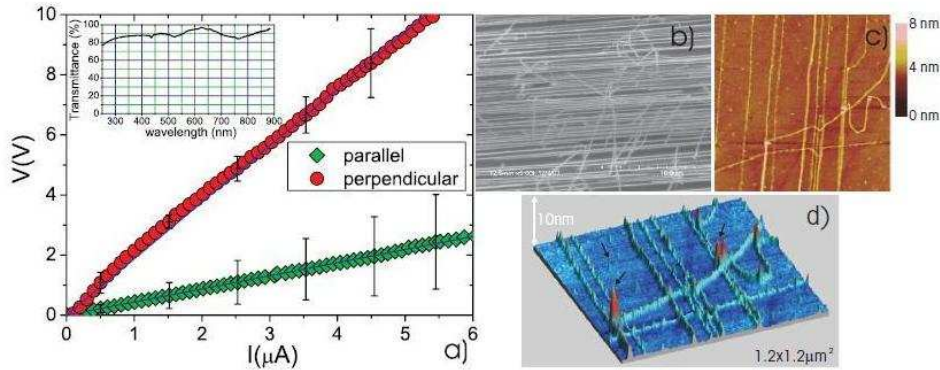 10
8
6
4
2
0
V(V)
0
1
2
3
4
5
6
I(μA)
a)
Transmittance (%)
100
80
60
40
20
0
300
400
500
600
700
800
900
wavelength (nm)
parallel
perpendicular
b)
c)
8 nm
4 nm
0 nm
10nm
d)
1.2x1.2μm²